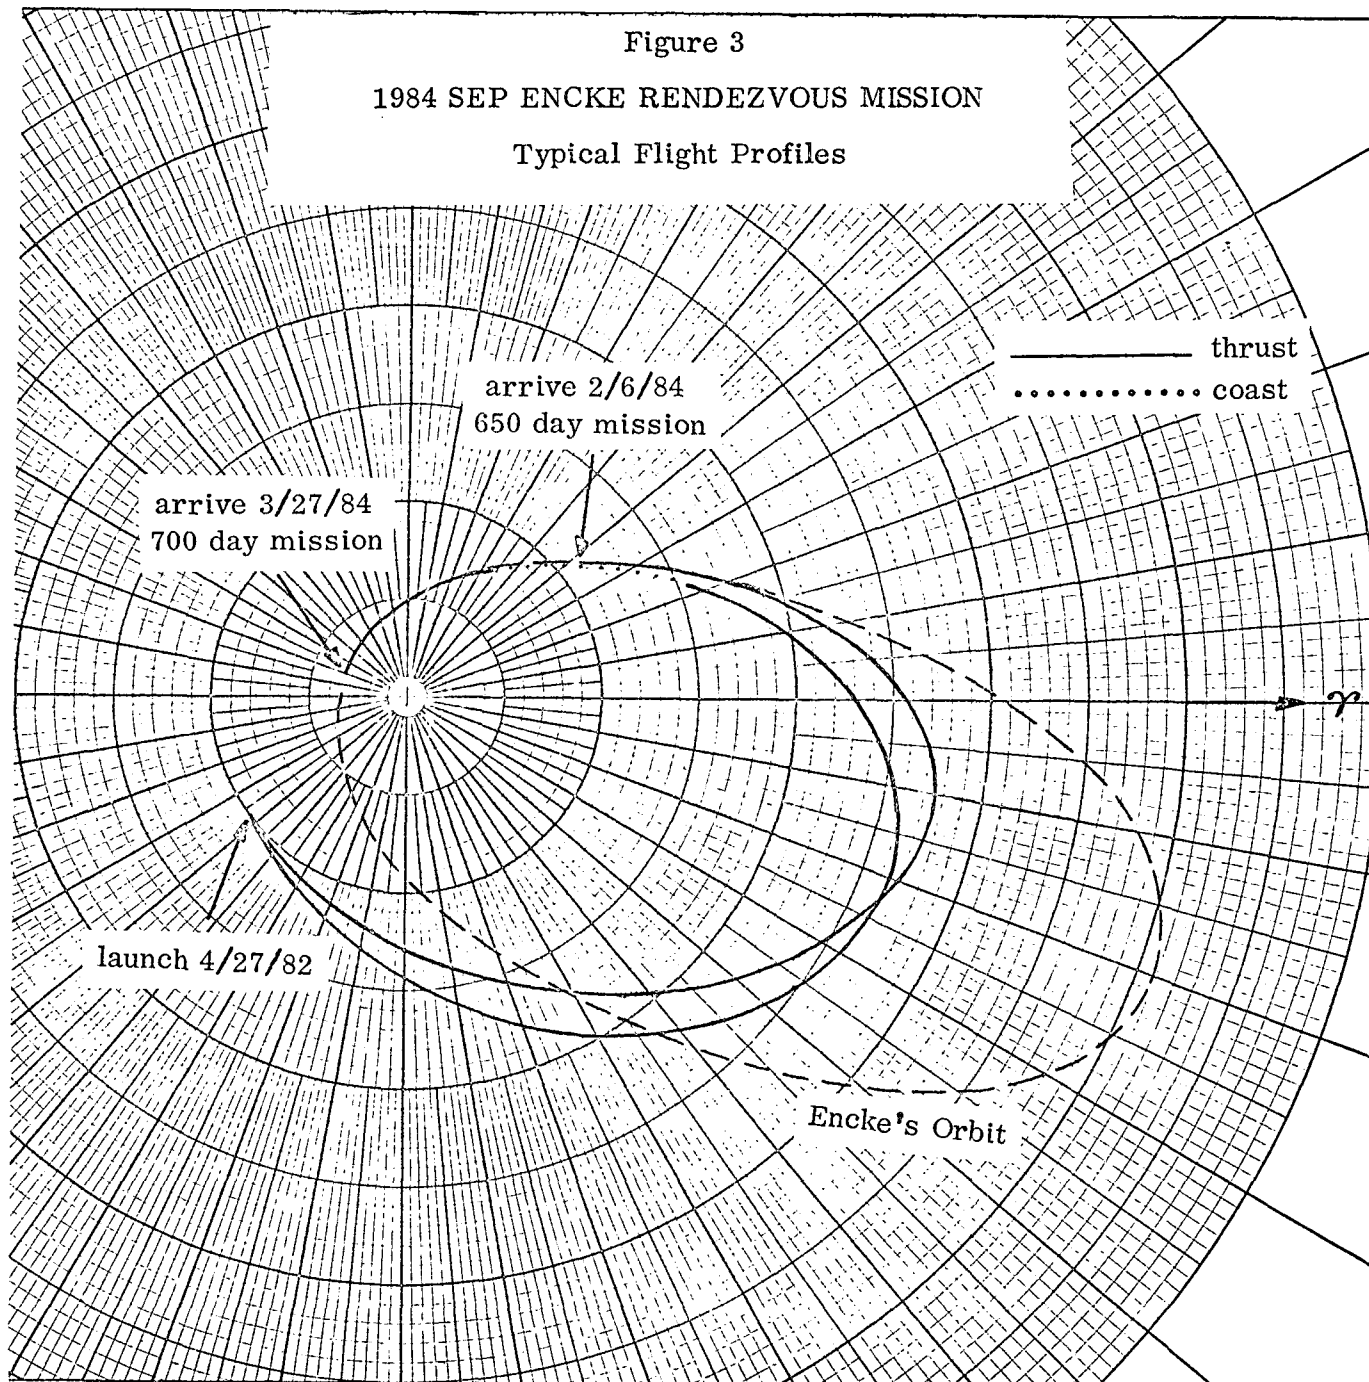 Figure 3
1984 SEP ENCKE RENDEZVOUS MISSION
Typical Flight Profiles
thrust
coast
arrive 2/6/84
650 day mission
arrive 3/27/84
700 day mission
♈
launch 4/27/82
Encke's Orbit